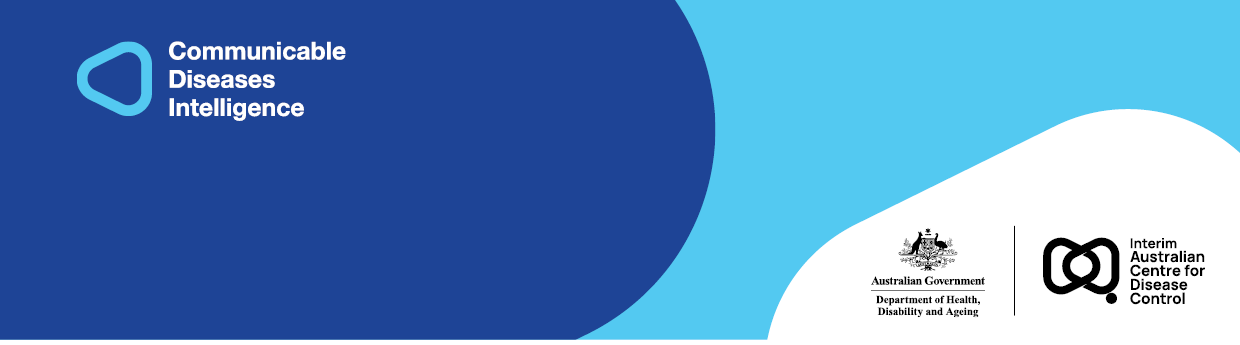 Communicable
Diseases
Intelligence
Australian Government
Department of Health,
Disability and Ageing
Interim
Australian
Centre for
Disease
Control